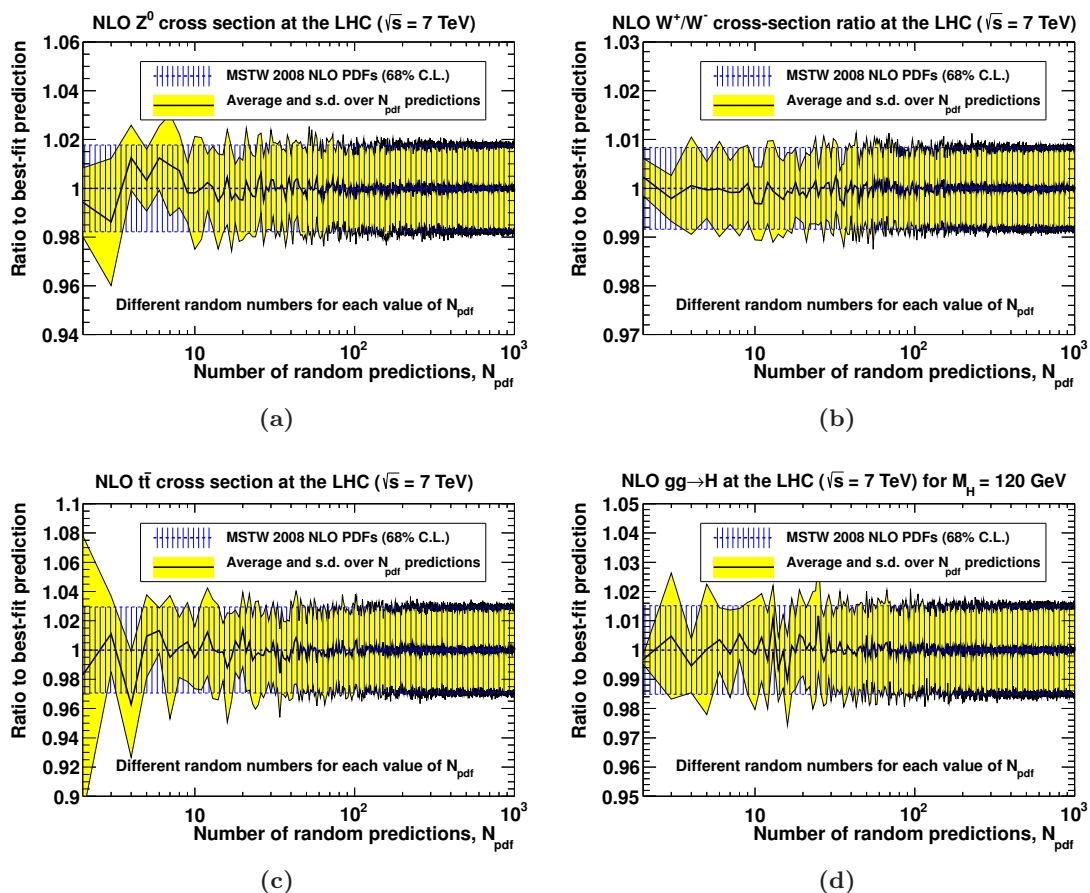 NLO Z⁰ cross section at the LHC (√s = 7 TeV)
Ratio to best-fit prediction
1.06
1.04
1.02
1
0.98
0.96
0.94
MSTW 2008 NLO PDFs (68% C.L.)
Average and s.d. over N_pdf predictions
Different random numbers for each value of N_pdf
10
10²
10³
Number of random predictions, N_pdf
(a)
NLO W⁺/W⁻ cross-section ratio at the LHC (√s = 7 TeV)
Ratio to best-fit prediction
1.03
1.02
1.01
1
0.99
0.98
0.97
MSTW 2008 NLO PDFs (68% C.L.)
Average and s.d. over N_pdf predictions
Different random numbers for each value of N_pdf
10
10²
10³
Number of random predictions, N_pdf
(b)
NLO tt̄ cross section at the LHC (√s = 7 TeV)
Ratio to best-fit prediction
1.1
1.08
1.06
1.04
1.02
1
0.98
0.96
0.94
0.92
0.9
MSTW 2008 NLO PDFs (68% C.L.)
Average and s.d. over N_pdf predictions
Different random numbers for each value of N_pdf
10
10²
10³
Number of random predictions, N_pdf
(c)
NLO gg→H at the LHC (√s = 7 TeV) for M_H = 120 GeV
Ratio to best-fit prediction
1.05
1.04
1.03
1.02
1.01
1
0.99
0.98
0.97
0.96
0.95
MSTW 2008 NLO PDFs (68% C.L.)
Average and s.d. over N_pdf predictions
Different random numbers for each value of N_pdf
10
10²
10³
Number of random predictions, N_pdf
(d)